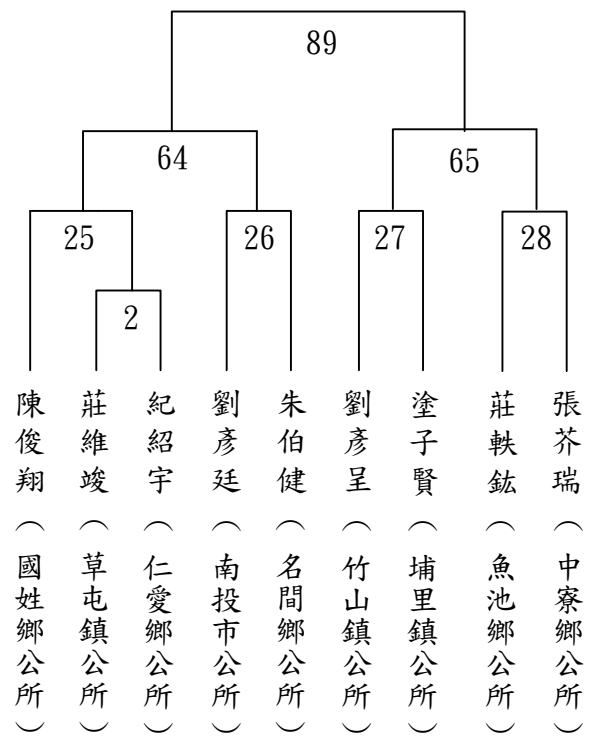 89
64
65
25
26
27
28
2
陳俊翔（國姓鄉公所）
莊維竣（草屯鎮公所）
紀紹宇（仁愛鄉公所）
劉彥廷（南投市公所）
朱伯健（名間鄉公所）
劉彥呈（竹山鎮公所）
塗子賢（埔里鎮公所）
莊軼鈜（魚池鄉公所）
張芥瑞（中寮鄉公所）